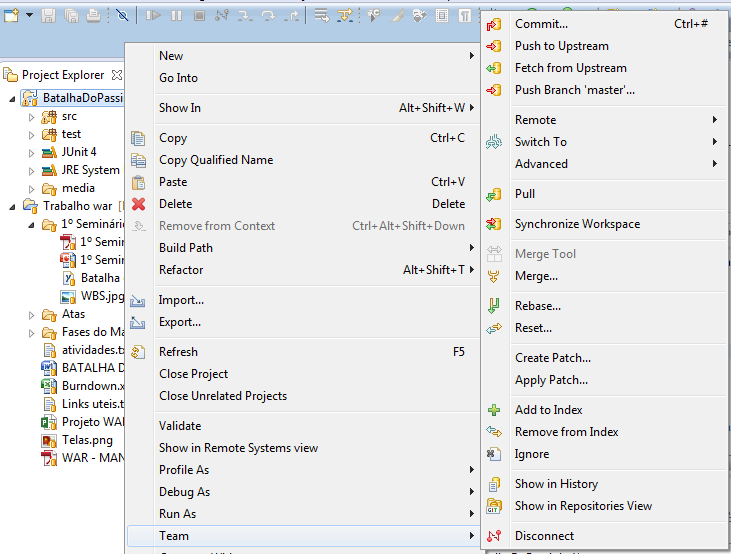 Project Explorer
BatalhaDoPassi
src
test
JUnit 4
JRE System
media
Trabalho war
1º Seminári
1º Semin
1º Semin
Batalha
WBS.jpg
Atas
Fases do Ma
atividades.tx
BATALHA D
Burndown.x
Links uteis.t
Projeto WA
Telas.png
WAR - MAN
New
Go Into
Show In Alt+Shift+W
Copy Ctrl+C
Copy Qualified Name
Paste Ctrl+V
Delete Delete
Remove from Context Ctrl+Alt+Shift+Down
Build Path
Refactor Alt+Shift+T
Import...
Export...
Refresh F5
Close Project
Close Unrelated Projects
Validate
Show in Remote Systems view
Profile As
Debug As
Run As
Team
Commit... Ctrl+#
Push to Upstream
Fetch from Upstream
Push Branch 'master'...
Remote
Switch To
Advanced
Pull
Synchronize Workspace
Merge Tool
Merge...
Rebase...
Reset...
Create Patch...
Apply Patch...
Add to Index
Remove from Index
Ignore
Show in History
GIT Show in Repositories View
Disconnect